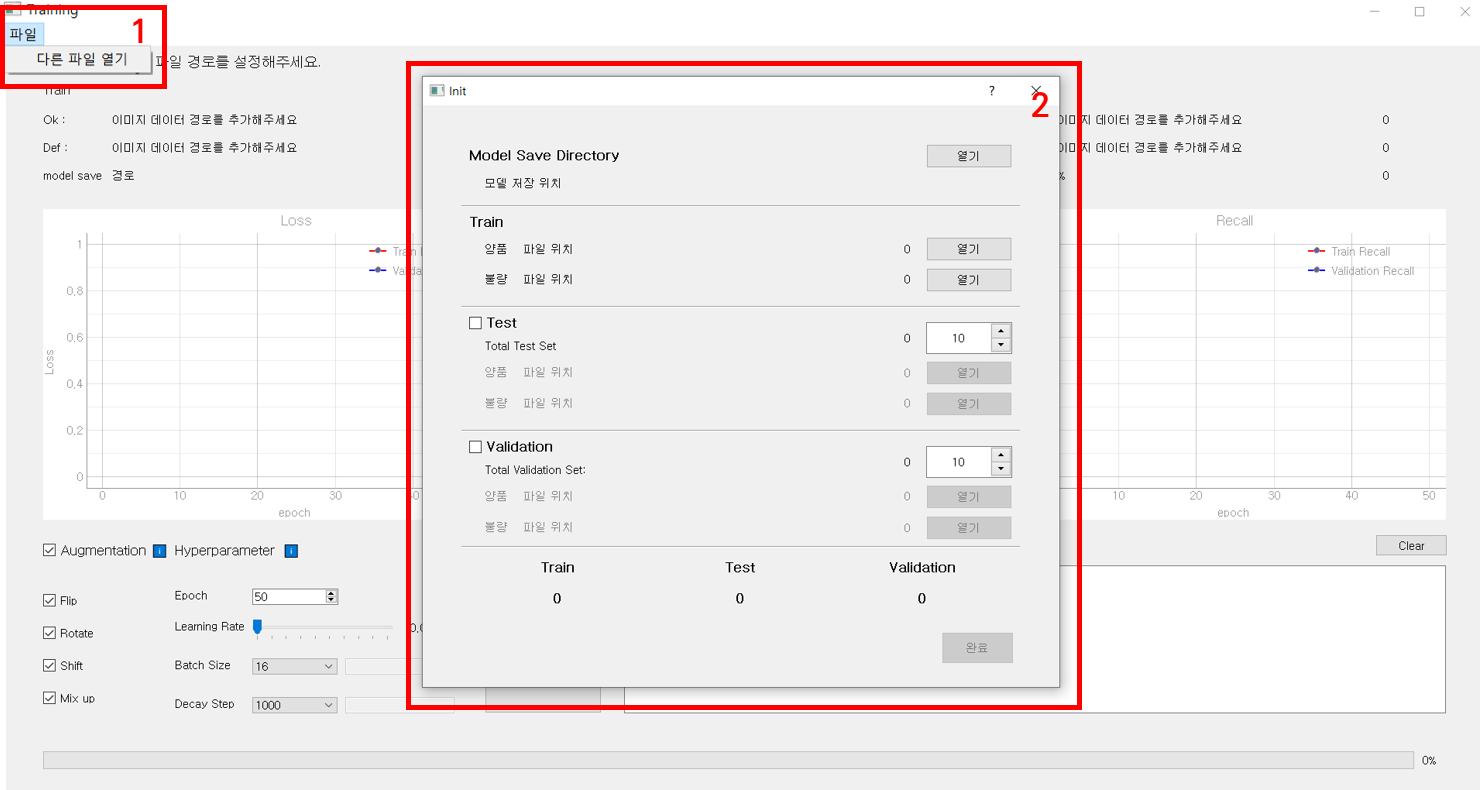 Training
파일
1
다른 파일 열기
파일 경로를 설정해주세요.
Train
Ok :
이미지 데이터 경로를 추가해주세요
Def :
이미지 데이터 경로를 추가해주세요
model save
경로
이미지 데이터 경로를 추가해주세요
0
이미지 데이터 경로를 추가해주세요
0
%
0
Loss
1
0,8
0,6
0,4
0,2
0
Loss
0
10
20
30
epoch
Recall
Train Recall
Validation Recall
10
20
30
40
50
epoch
Init
?
2
Model Save Directory
열기
모델 저장 위치
Train
양품 파일 위치 0 열기
불량 파일 위치 0 열기
Test
Total Test Set 0 10
양품 파일 위치 0 열기
불량 파일 위치 0 열기
Validation
Total Validation Set: 0 10
양품 파일 위치 0 열기
불량 파일 위치 0 열기
Train Test Validation
0 0 0
완료
Augmentation i Hyperparameter i
Flip
Rotate
Shift
Mix up
Epoch 50
Learning Rate
Batch Size 16
Decay Step 1000
Clear
0%